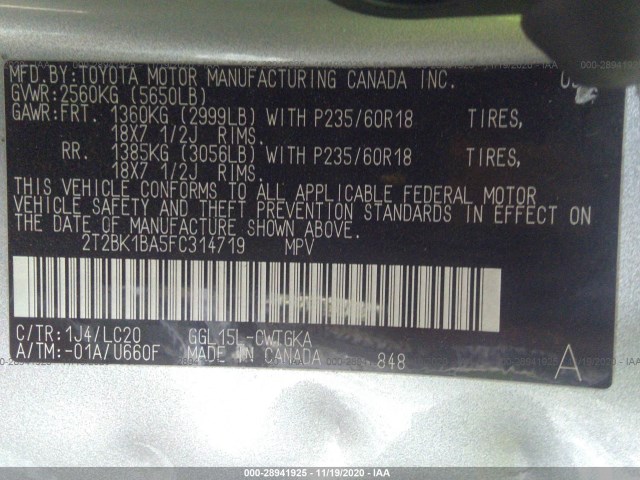 MFD.BY:TOYOTA MOTOR MANUFACTURING CANADA INC.
GVWR:2560KG (5650LB)
GAWR:FRT. 1360KG (2999LB) WITH P235/60R18 TIRES,
18X7 1/2J RIMS.
RR. 1385KG (3056LB) WITH P235/60R18 TIRES,
18X7 1/2J RIMS.
THIS VEHICLE CONFORMS TO ALL APPLICABLE FEDERAL MOTOR
VEHICLE SAFETY AND THEFT PREVENTION STANDARDS IN EFFECT ON
THE DATE OF MANUFACTURE SHOWN ABOVE.
2T2BK1BA5FC314719 MPV
C/TR:1J4/LC20 GGL15L-CWTGKA
A/TM:-01A/U660F MADE IN CANADA 848 A
000-28941925 - 11/19/2020 - IAA